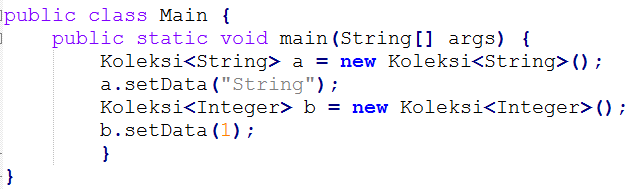 public class Main {
public static void main(String[] args) {
Koleksi<String> a = new Koleksi<String>();
a.setData("String");
Koleksi<Integer> b = new Koleksi<Integer>();
b.setData(1);
}
}